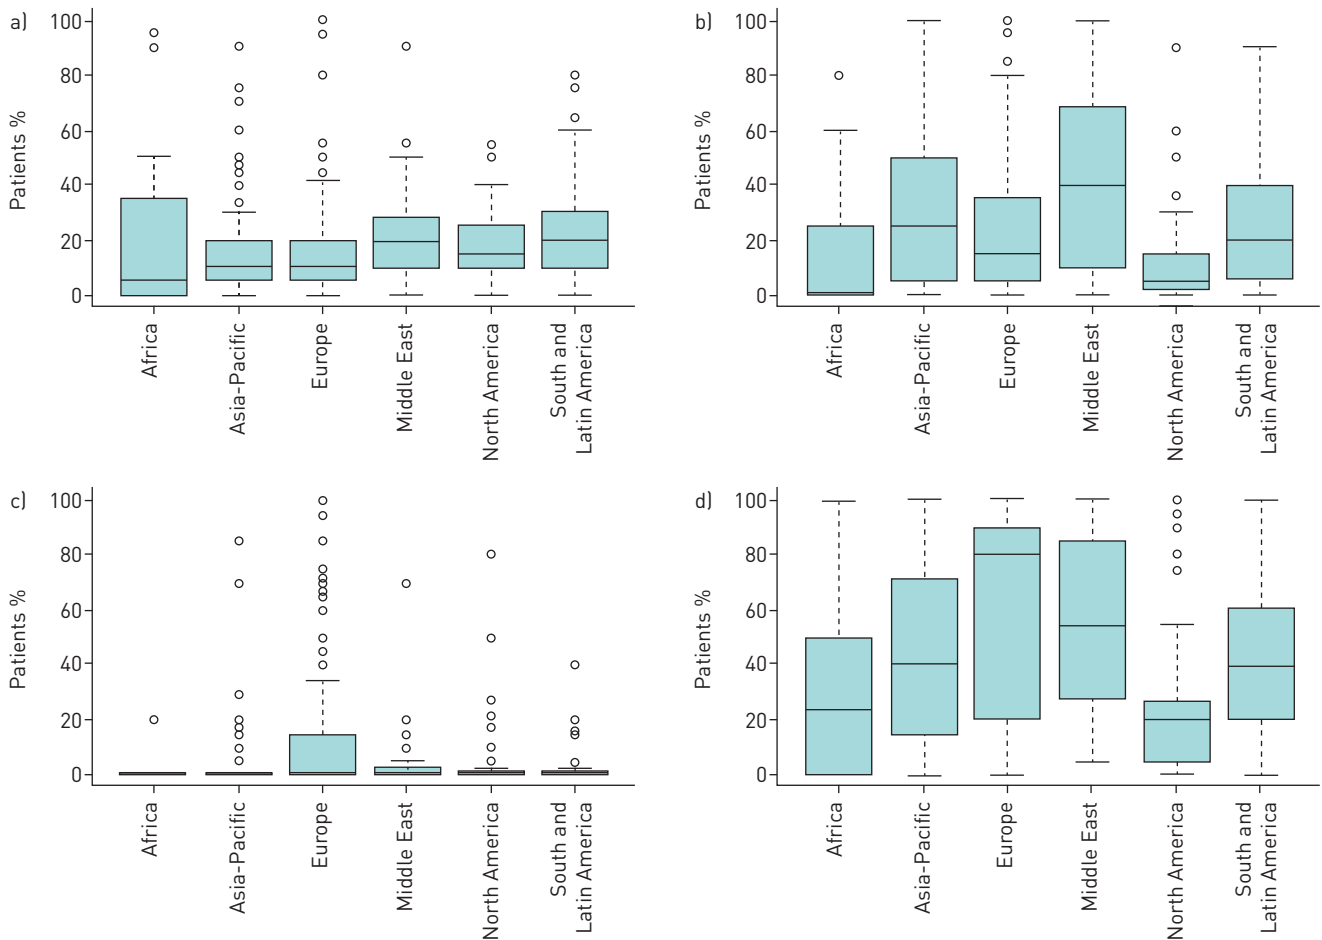 a)
Patients %
100
80
60
40
20
0
Africa
Asia-Pacific
Europe
Middle East
North America
South and
Latin America
b)
Patients %
100
80
60
40
20
0
Africa
Asia-Pacific
Europe
Middle East
North America
South and
Latin America
c)
Patients %
100
80
60
40
20
0
Africa
Asia-Pacific
Europe
Middle East
North America
South and
Latin America
d)
Patients %
100
80
60
40
20
0
Africa
Asia-Pacific
Europe
Middle East
North America
South and
Latin America